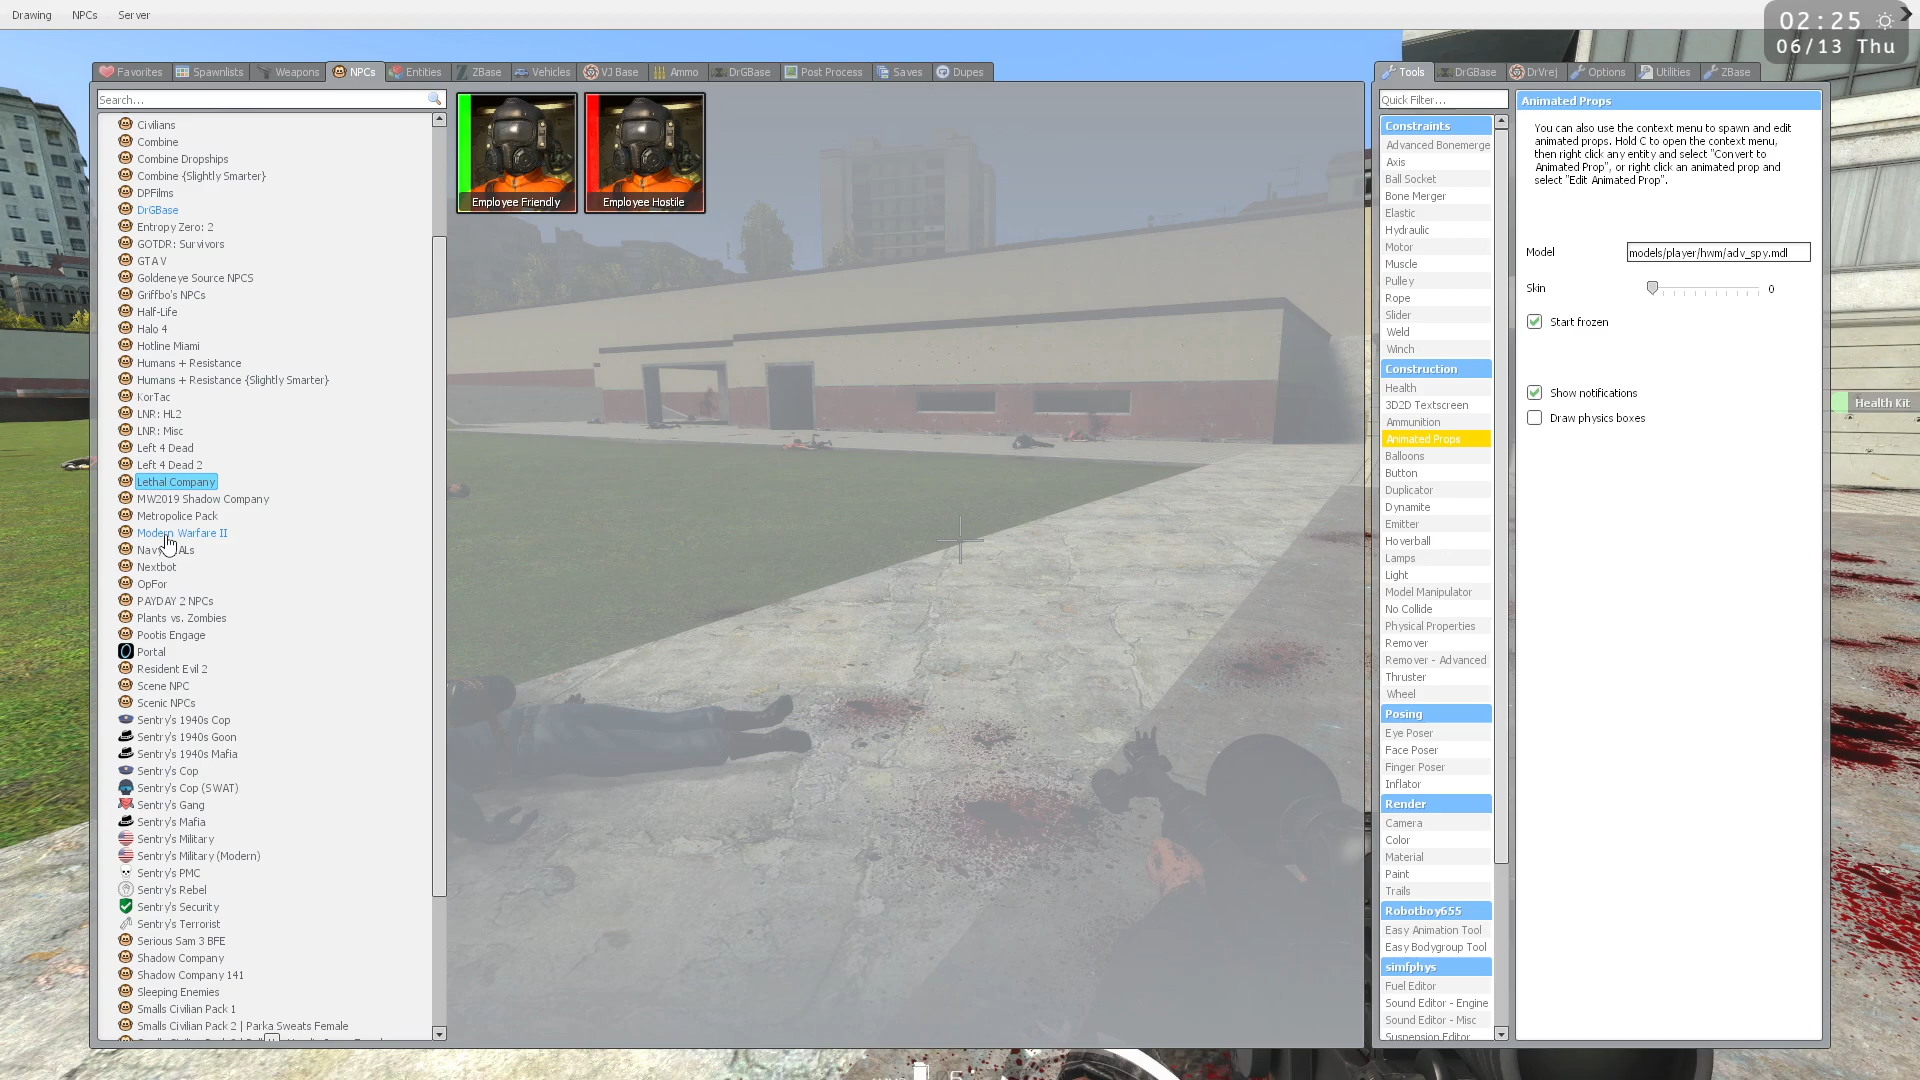 Drawing NPCs Server
02:25
06/13 Thu
Favorites Spawnlists Weapons NPCs Entities ZBase Vehicles VJ Base Ammo DrGBase Post Process Saves Dupes
Tools DrGBase DrVrej Options Utilities ZBase
Search...
Civilians
Combine
Combine Dropships
Combine {Slightly Smarter}
DPFilms
DrGBase
Entropy Zero: 2
GOTDR: Survivors
GTA V
Goldeneye Source NPCS
Griffbo's NPCs
Half-Life
Halo 4
Hotline Miami
Humans + Resistance
Humans + Resistance {Slightly Smarter}
KorTac
LNR: HL2
LNR: Misc
Left 4 Dead
Left 4 Dead 2
Lethal Company
MW2019 Shadow Company
Metropolice Pack
Modern Warfare II
Nextbot
OpFor
PAYDAY 2 NPCs
Plants vs. Zombies
Pootis Engage
Portal
Resident Evil 2
Scene NPC
Scenic NPCs
Sentry's 1940s Cop
Sentry's 1940s Goon
Sentry's 1940s Mafia
Sentry's Cop
Sentry's Cop (SWAT)
Sentry's Gang
Sentry's Mafia
Sentry's Military
Sentry's Military (Modern)
Sentry's PMC
Sentry's Rebel
Sentry's Security
Sentry's Terrorist
Serious Sam 3 BFE
Shadow Company
Shadow Company 141
Sleeping Enemies
Smalls Civilian Pack 1
Smalls Civilian Pack 2 | Parka Sweats Female
Employee Friendly
Employee Hostile
Quick Filter...
Constraints
Advanced Bonemerge
Axis
Ball Socket
Bone Merger
Elastic
Hydraulic
Motor
Muscle
Pulley
Rope
Slider
Weld
Winch
Construction
Health
3D2D Textscreen
Ammunition
Animated Props
Balloons
Button
Duplicator
Dynamite
Emitter
Hoverball
Lamps
Light
Model Manipulator
No Collide
Physical Properties
Remover
Remover - Advanced
Thruster
Wheel
Posing
Eye Poser
Face Poser
Finger Poser
Inflator
Render
Camera
Color
Material
Paint
Trails
Robotboy655
Easy Animation Tool
Easy Bodygroup Tool
simfphys
Fuel Editor
Sound Editor - Engine
Sound Editor - Misc
Suspension Editor
Animated Props
You can also use the context menu to spawn and edit
animated props. Hold C to open the context menu,
then right click any entity and select "Convert to
Animated Prop", or right click an animated prop and
select "Edit Animated Prop".
Model models/player/hwm/adv_spy.mdl
Skin 0
Start frozen
Show notifications
Draw physics boxes
Health Kit